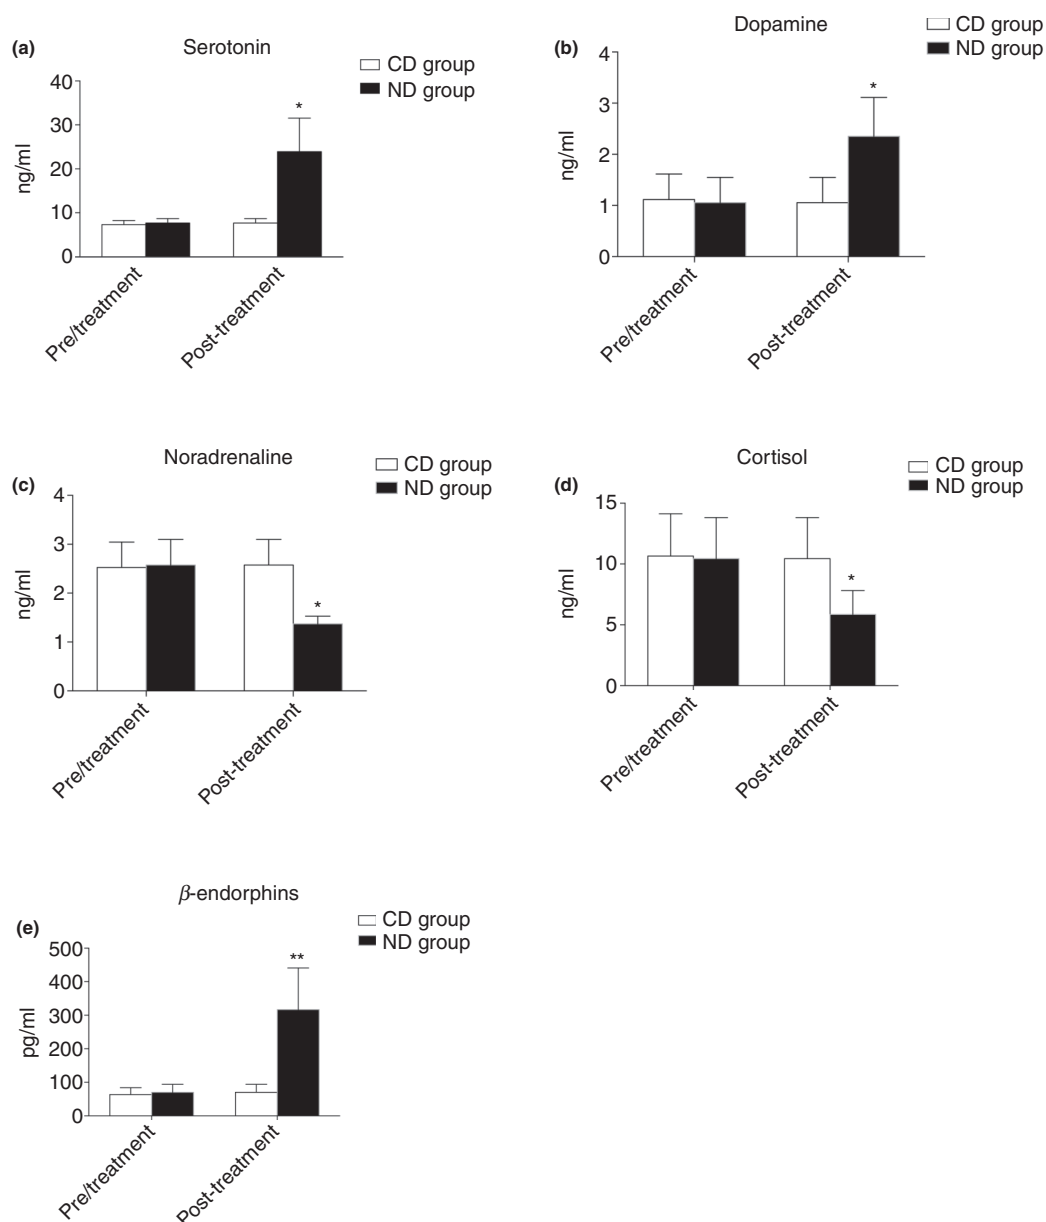 (a)
Serotonin
CD group
ND group
40
30
20
10
0
ng/ml
*
Pre/treatment
Post-treatment
(b)
Dopamine
CD group
ND group
4
3
2
1
0
ng/ml
*
Pre/treatment
Post-treatment
(c)
Noradrenaline
CD group
ND group
4
3
2
1
0
ng/ml
*
Pre/treatment
Post-treatment
(d)
Cortisol
CD group
ND group
15
10
5
0
ng/ml
*
Pre/treatment
Post-treatment
(e)
β-endorphins
CD group
ND group
500
400
300
200
100
0
pg/ml
**
Pre/treatment
Post-treatment